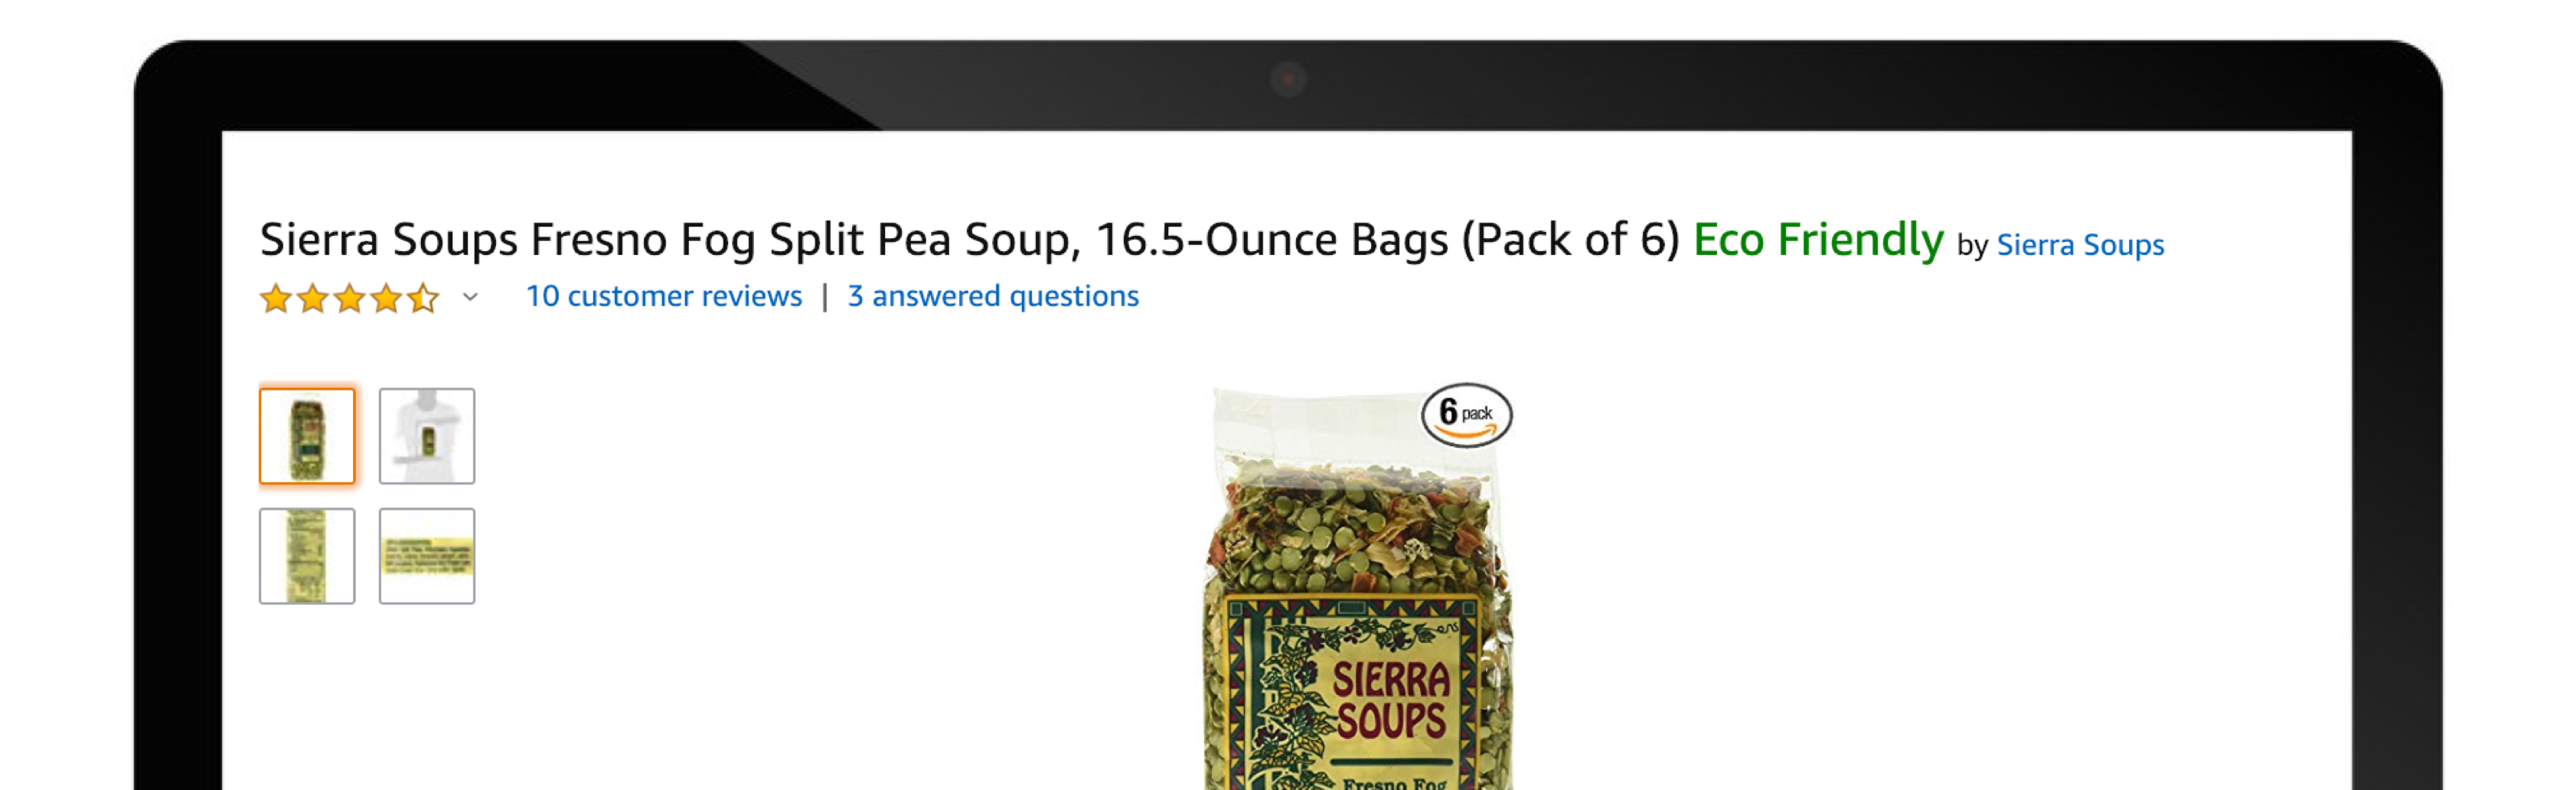 Sierra Soups Fresno Fog Split Pea Soup, 16.5-Ounce Bags (Pack of 6) Eco Friendly by Sierra Soups
10 customer reviews | 3 answered questions
6 pack
SIERRA
SOUPS
Fresno Fog